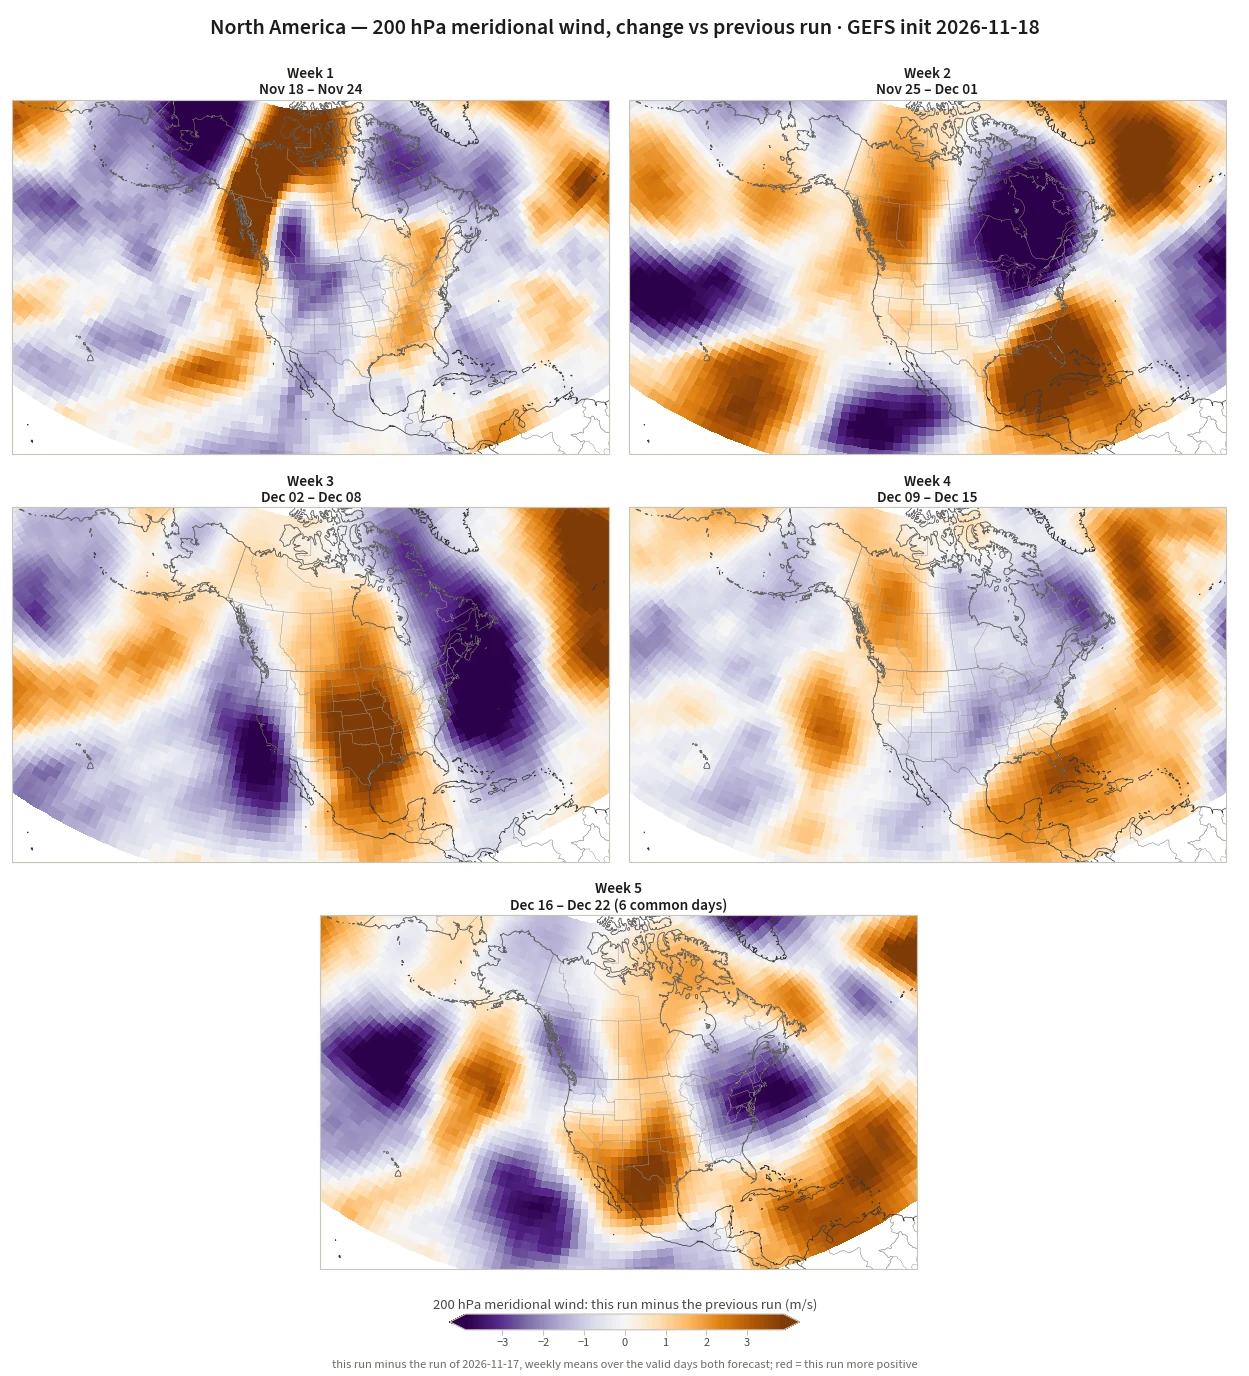 North America — 200 hPa meridional wind, change vs previous run · GEFS init 2026-11-18
Week 1
Nov 18 – Nov 24
Week 2
Nov 25 – Dec 01
Week 3
Dec 02 – Dec 08
Week 4
Dec 09 – Dec 15
Week 5
Dec 16 – Dec 22 (6 common days)
200 hPa meridional wind: this run minus the previous run (m/s)
−3 −2 −1 0 1 2 3
this run minus the run of 2026-11-17, weekly means over the valid days both forecast; red = this run more positive